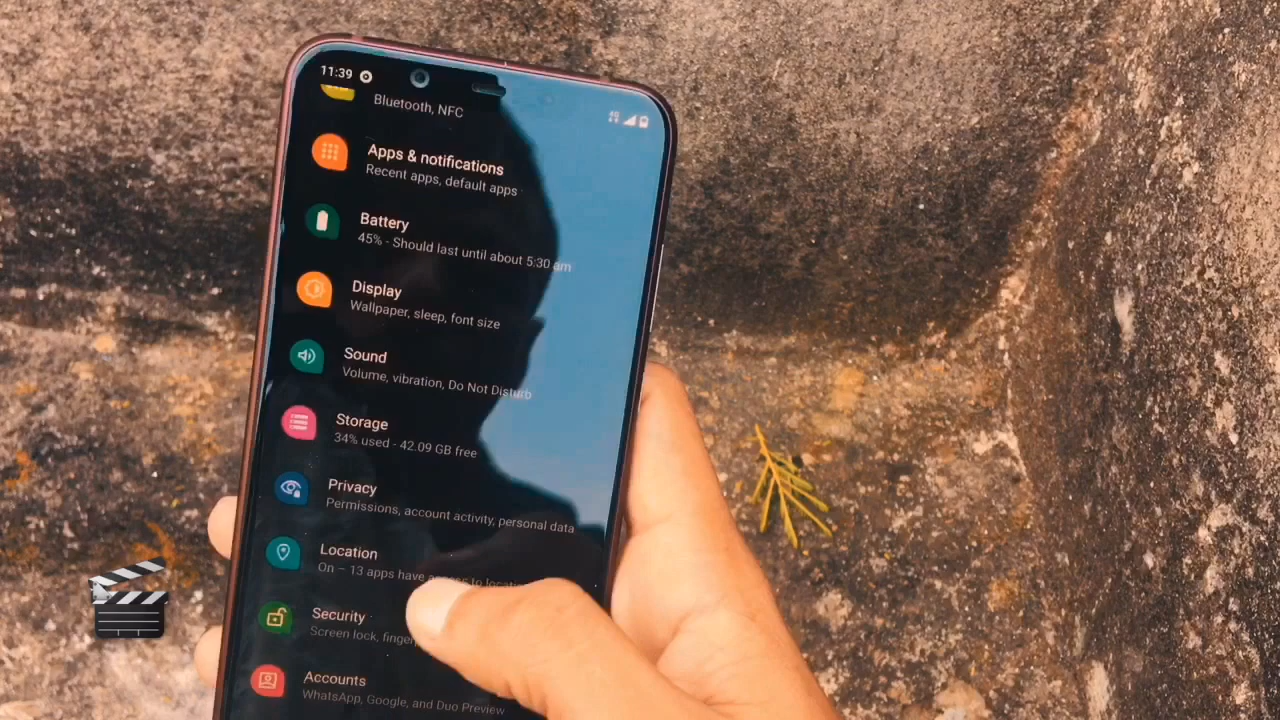 11:39
4G
Bluetooth, NFC
Apps & notifications
Recent apps, default apps
Battery
45% - Should last until about 5:30 am
Display
Wallpaper, sleep, font size
Sound
Volume, vibration, Do Not Disturb
Storage
34% used - 42.09 GB free
Privacy
Permissions, account activity, personal data
Location
On – 13 apps have access to
Security
Screen lock,
Accounts
WhatsApp, Google, and Duo Preview